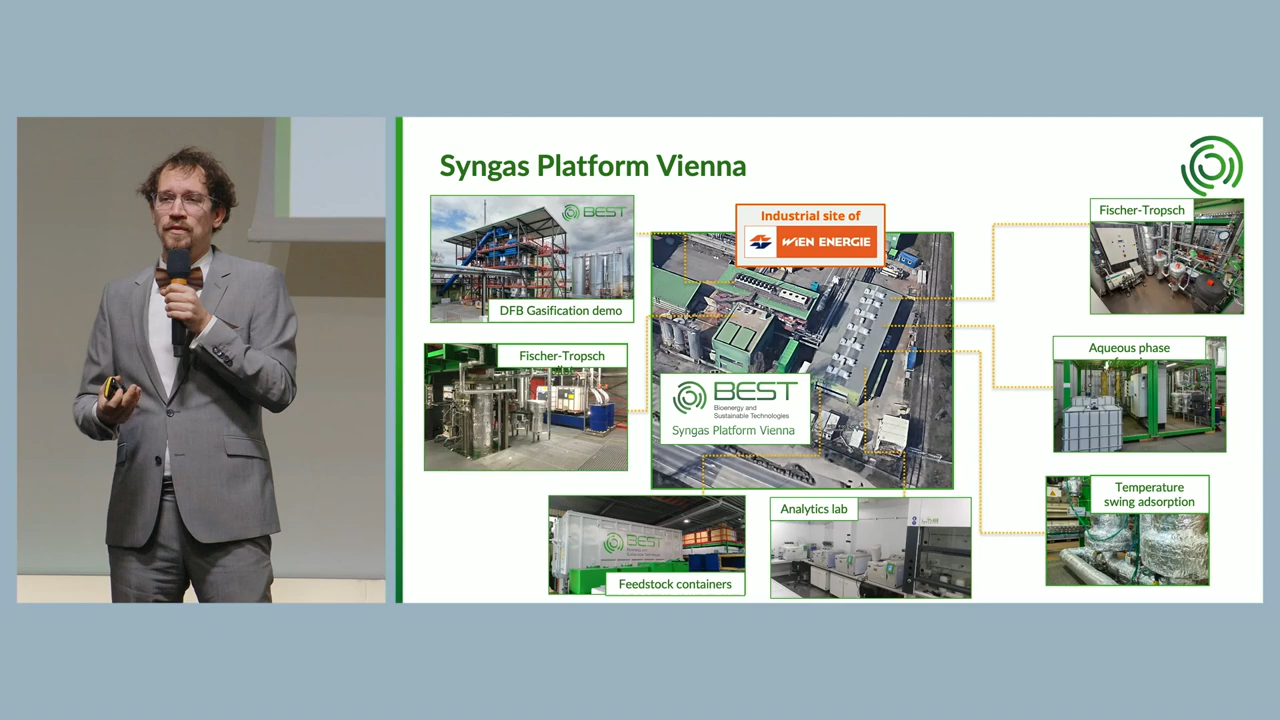 Syngas Platform Vienna
BEST
DFB Gasification demo
Industrial site of
WIEN ENERGIE
Fischer-Tropsch
Fischer-Tropsch
Aqueous phase
BEST
Bioenergy and
Sustainable Technologies
Syngas Platform Vienna
Temperature
swing adsorption
BEST
Feedstock containers
Analytics lab